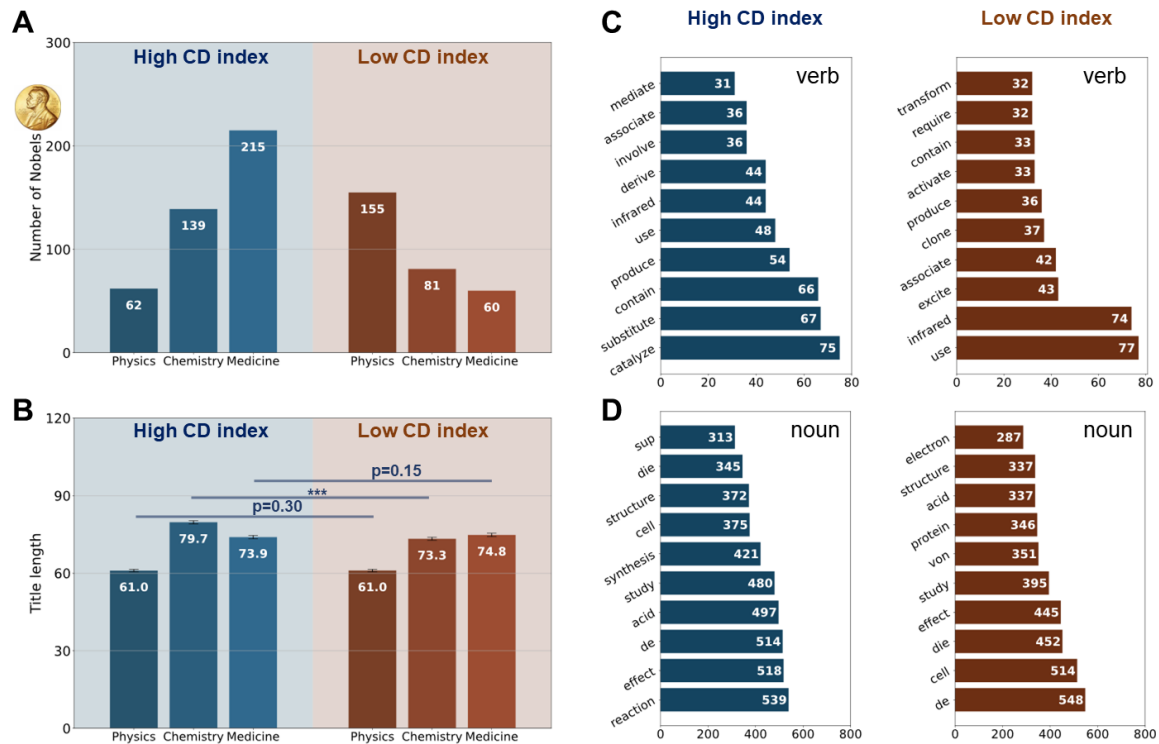 A
High CD index
Low CD index
Number of Nobels
300
200
100
0
62
139
215
155
81
60
Physics Chemistry Medicine
Physics Chemistry Medicine
B
High CD index
Low CD index
Title length
120
90
60
30
0
p=0.15
***
p=0.30
61.0
79.7
73.9
61.0
73.3
74.8
Physics Chemistry Medicine
Physics Chemistry Medicine
C
High CD index
Low CD index
verb
mediate 31
associate 36
involve 36
derive 44
infrared 44
use 48
produce 54
contain 66
substitute 67
catalyze 75
0 20 40 60 80
verb
transform 32
require 32
contain 33
activate 33
produce 36
clone 37
associate 42
excite 43
infrared 74
use 77
0 20 40 60 80
D
noun
sup 313
die 345
structure 372
cell 375
synthesis 421
study 480
acid 497
de 514
effect 518
reaction 539
0 200 400 600 800
noun
electron 287
structure 337
acid 337
protein 346
von 351
study 395
effect 445
die 452
cell 514
de 548
0 200 400 600 800